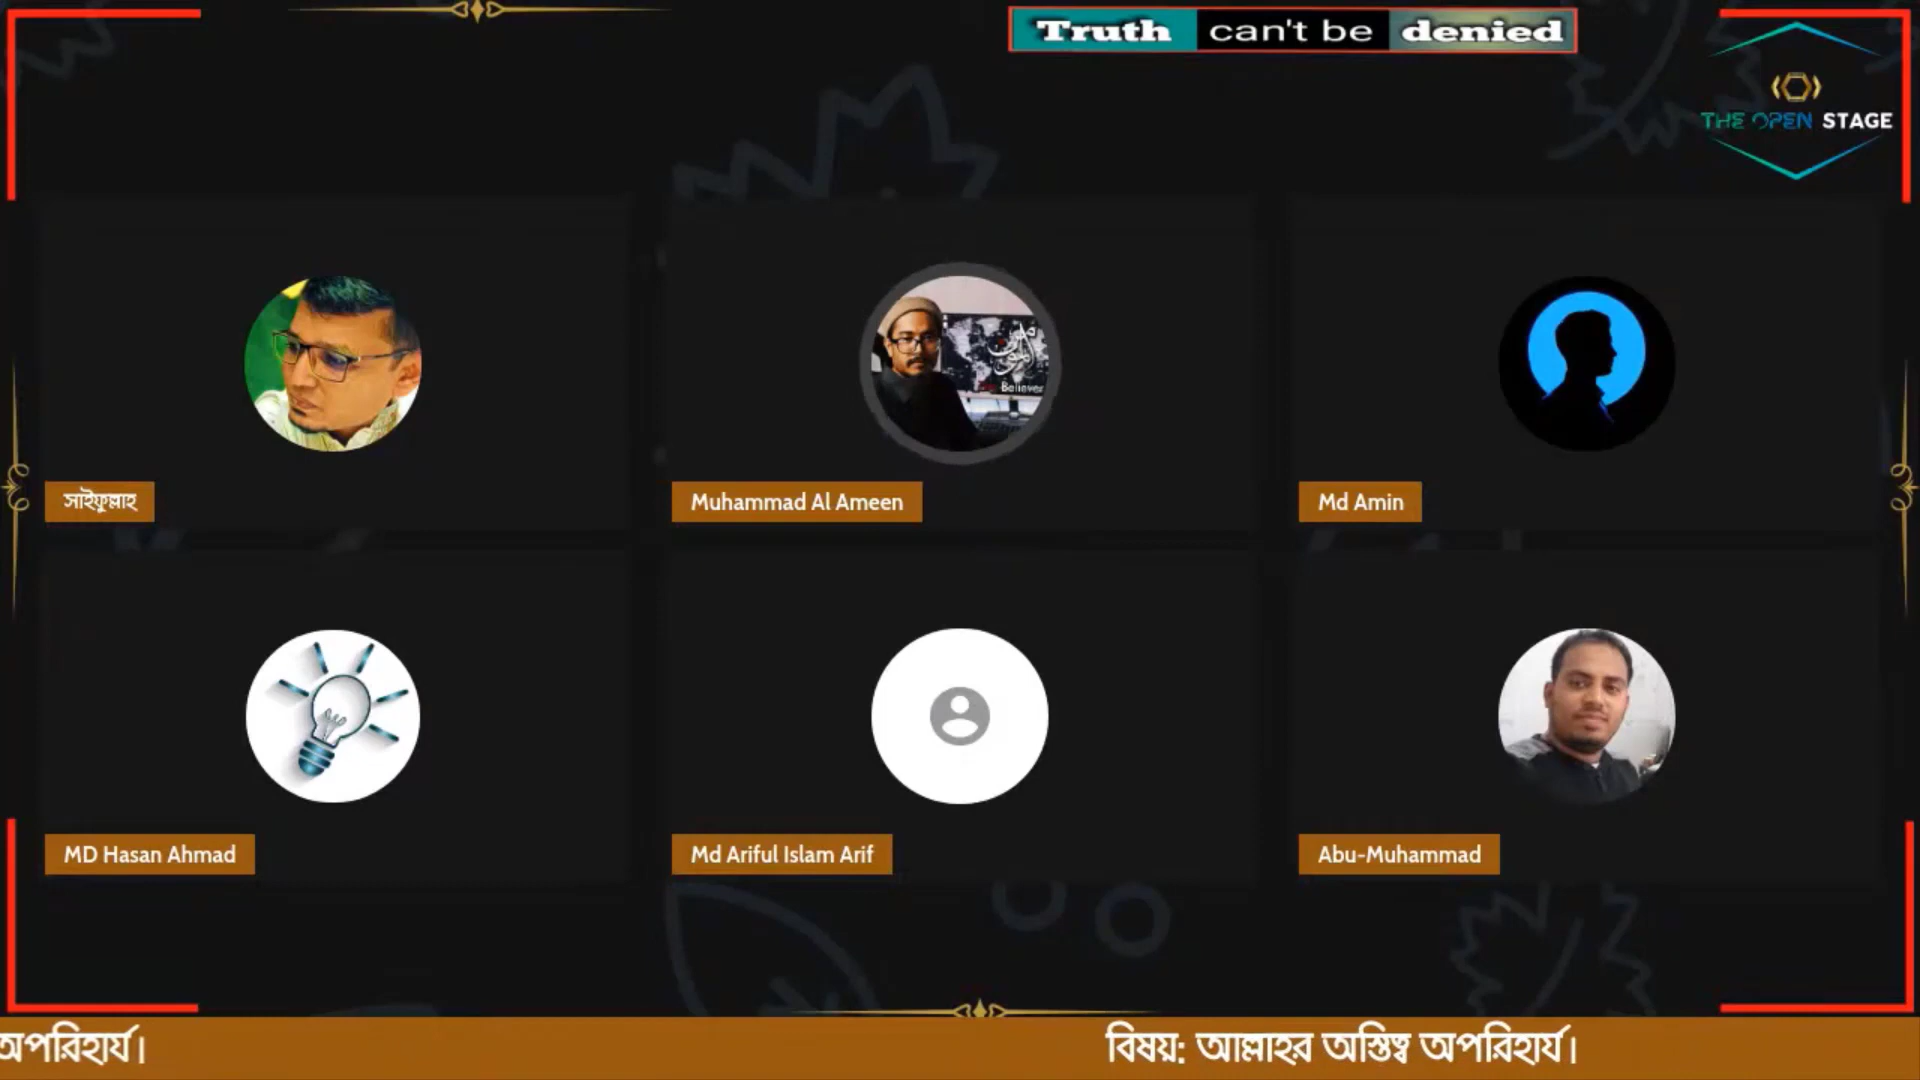 Truth can't be denied
THE OPEN STAGE
সাইফুল্লাহ
Muhammad Al Ameen
Md Amin
Believer
MD Hasan Ahmad
Md Ariful Islam Arif
Abu-Muhammad
অপরিহার্য।
বিষয়: আল্লাহর অস্তিত্ব অপরিহার্য।